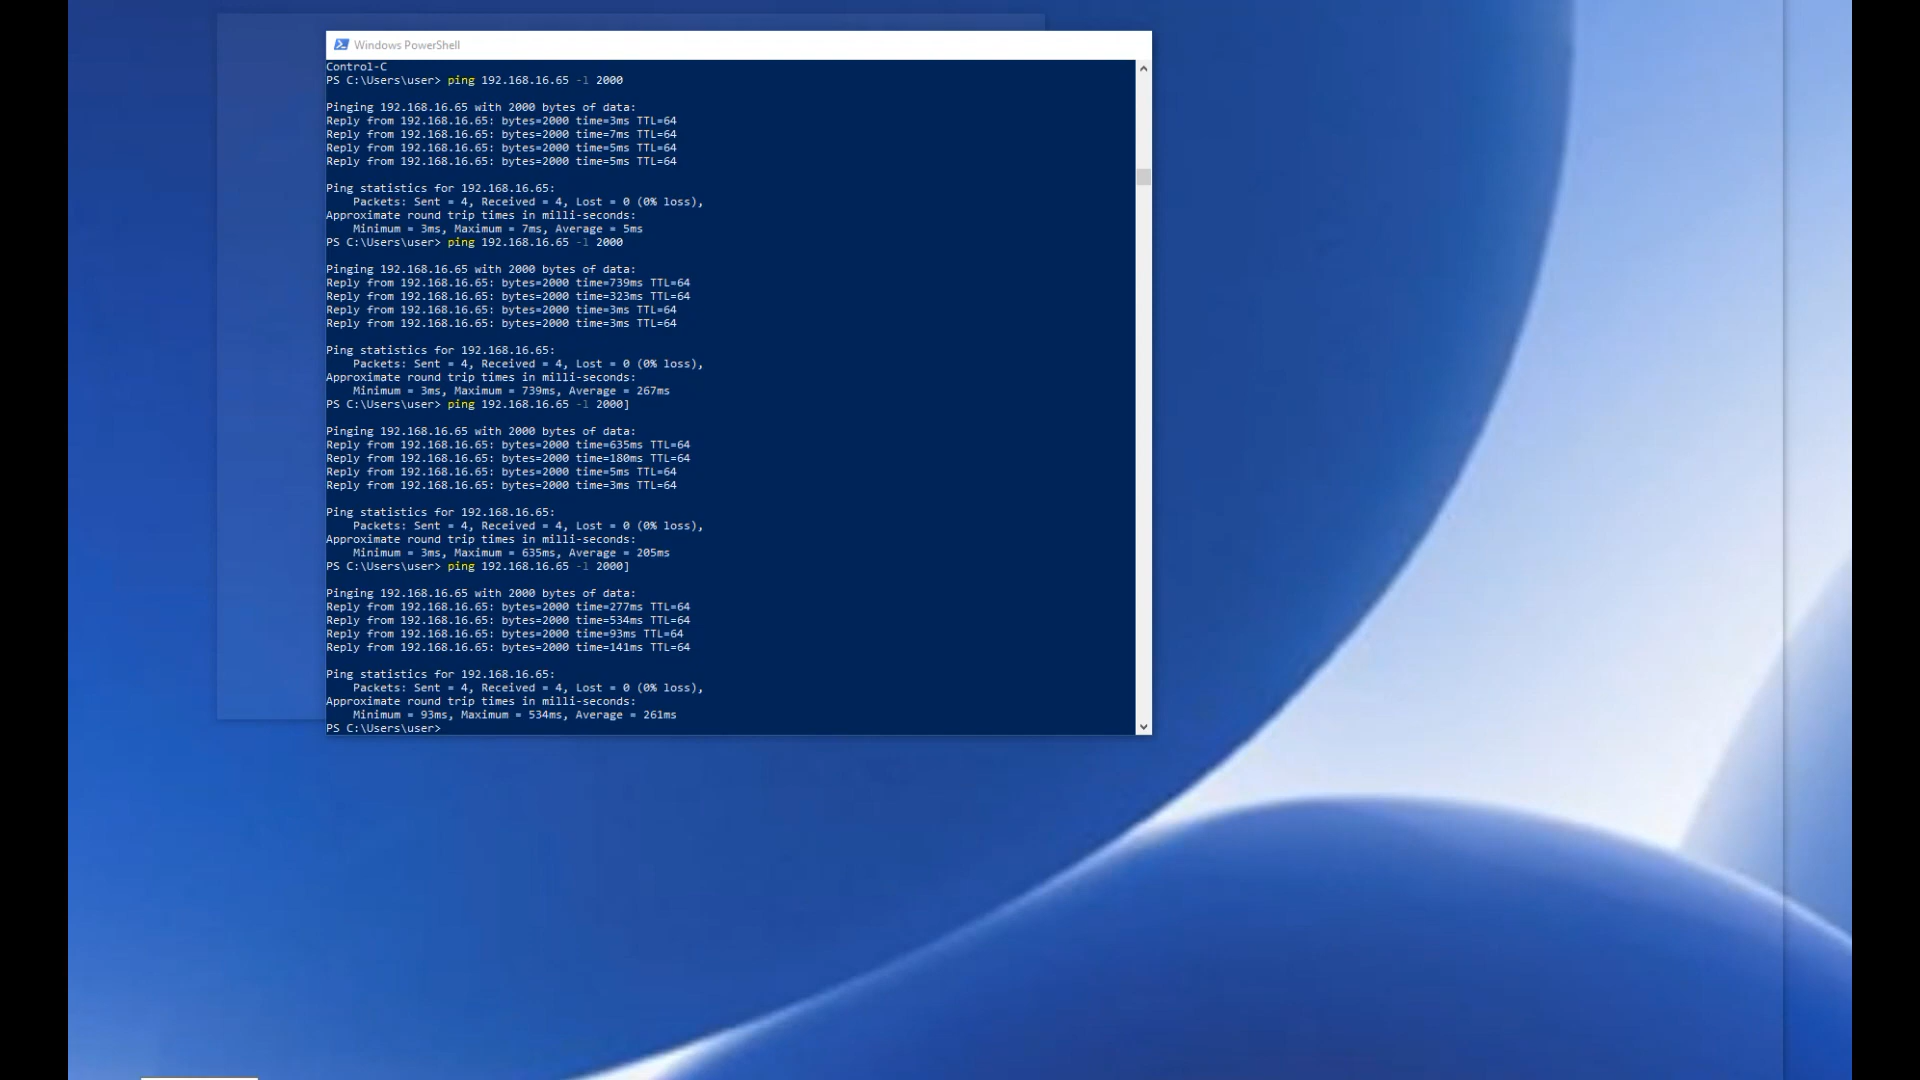 Windows PowerShell
Control-C
PS C:\Users\user> ping 192.168.16.65 -l 2000
Pinging 192.168.16.65 with 2000 bytes of data:
Reply from 192.168.16.65: bytes=2000 time=3ms TTL=64
Reply from 192.168.16.65: bytes=2000 time=7ms TTL=64
Reply from 192.168.16.65: bytes=2000 time=5ms TTL=64
Reply from 192.168.16.65: bytes=2000 time=5ms TTL=64
Ping statistics for 192.168.16.65:
Packets: Sent = 4, Received = 4, Lost = 0 (0% loss),
Approximate round trip times in milli-seconds:
Minimum = 3ms, Maximum = 7ms, Average = 5ms
PS C:\Users\user> ping 192.168.16.65 -l 2000
Pinging 192.168.16.65 with 2000 bytes of data:
Reply from 192.168.16.65: bytes=2000 time=739ms TTL=64
Reply from 192.168.16.65: bytes=2000 time=323ms TTL=64
Reply from 192.168.16.65: bytes=2000 time=3ms TTL=64
Reply from 192.168.16.65: bytes=2000 time=3ms TTL=64
Ping statistics for 192.168.16.65:
Packets: Sent = 4, Received = 4, Lost = 0 (0% loss),
Approximate round trip times in milli-seconds:
Minimum = 3ms, Maximum = 739ms, Average = 267ms
PS C:\Users\user> ping 192.168.16.65 -l 2000]
Pinging 192.168.16.65 with 2000 bytes of data:
Reply from 192.168.16.65: bytes=2000 time=635ms TTL=64
Reply from 192.168.16.65: bytes=2000 time=180ms TTL=64
Reply from 192.168.16.65: bytes=2000 time=5ms TTL=64
Reply from 192.168.16.65: bytes=2000 time=3ms TTL=64
Ping statistics for 192.168.16.65:
Packets: Sent = 4, Received = 4, Lost = 0 (0% loss),
Approximate round trip times in milli-seconds:
Minimum = 3ms, Maximum = 635ms, Average = 205ms
PS C:\Users\user> ping 192.168.16.65 -l 2000]
Pinging 192.168.16.65 with 2000 bytes of data:
Reply from 192.168.16.65: bytes=2000 time=277ms TTL=64
Reply from 192.168.16.65: bytes=2000 time=534ms TTL=64
Reply from 192.168.16.65: bytes=2000 time=93ms TTL=64
Reply from 192.168.16.65: bytes=2000 time=141ms TTL=64
Ping statistics for 192.168.16.65:
Packets: Sent = 4, Received = 4, Lost = 0 (0% loss),
Approximate round trip times in milli-seconds:
Minimum = 93ms, Maximum = 534ms, Average = 261ms
PS C:\Users\user>